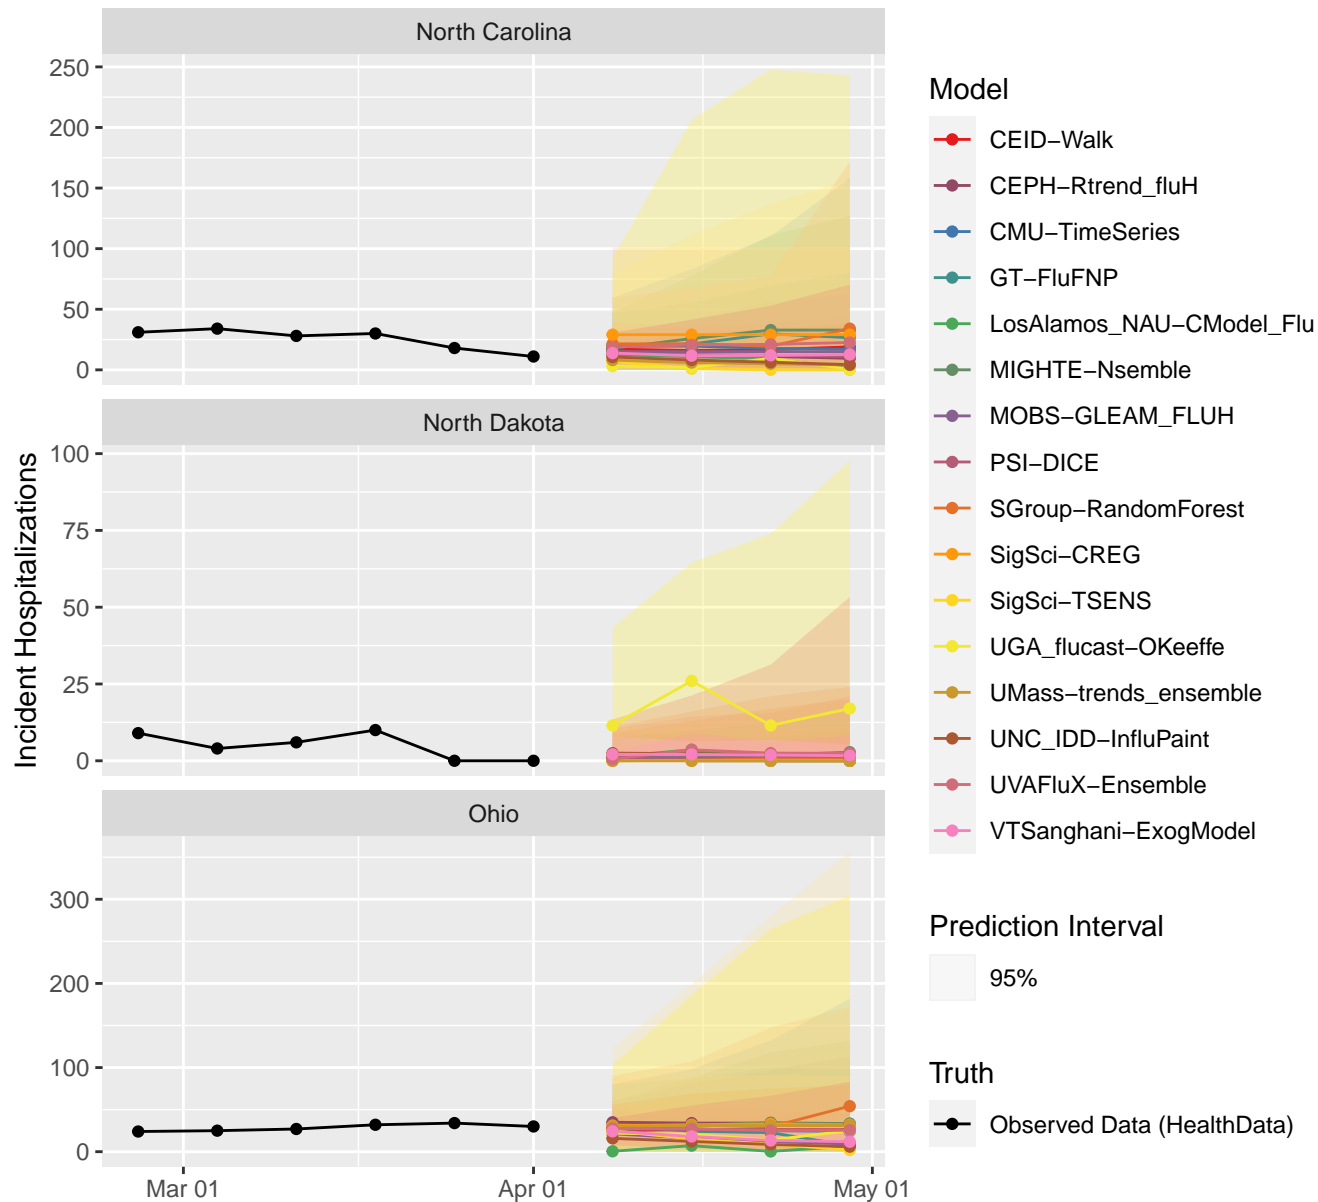 North Carolina
250
200
150
100
50
0
North Dakota
100
75
50
25
0
Ohio
300
200
100
0
Mar 01
Apr 01
May 01
Incident Hospitalizations
Model
CEID−Walk
CEPH−Rtrend_fluH
CMU−TimeSeries
GT−FluFNP
LosAlamos_NAU−CModel_Flu
MIGHTE−Nsemble
MOBS−GLEAM_FLUH
PSI−DICE
SGroup−RandomForest
SigSci−CREG
SigSci−TSENS
UGA_flucast−OKeeffe
UMass−trends_ensemble
UNC_IDD−InfluPaint
UVAFluX−Ensemble
VTSanghani−ExogModel
Prediction Interval
95%
Truth
Observed Data (HealthData)